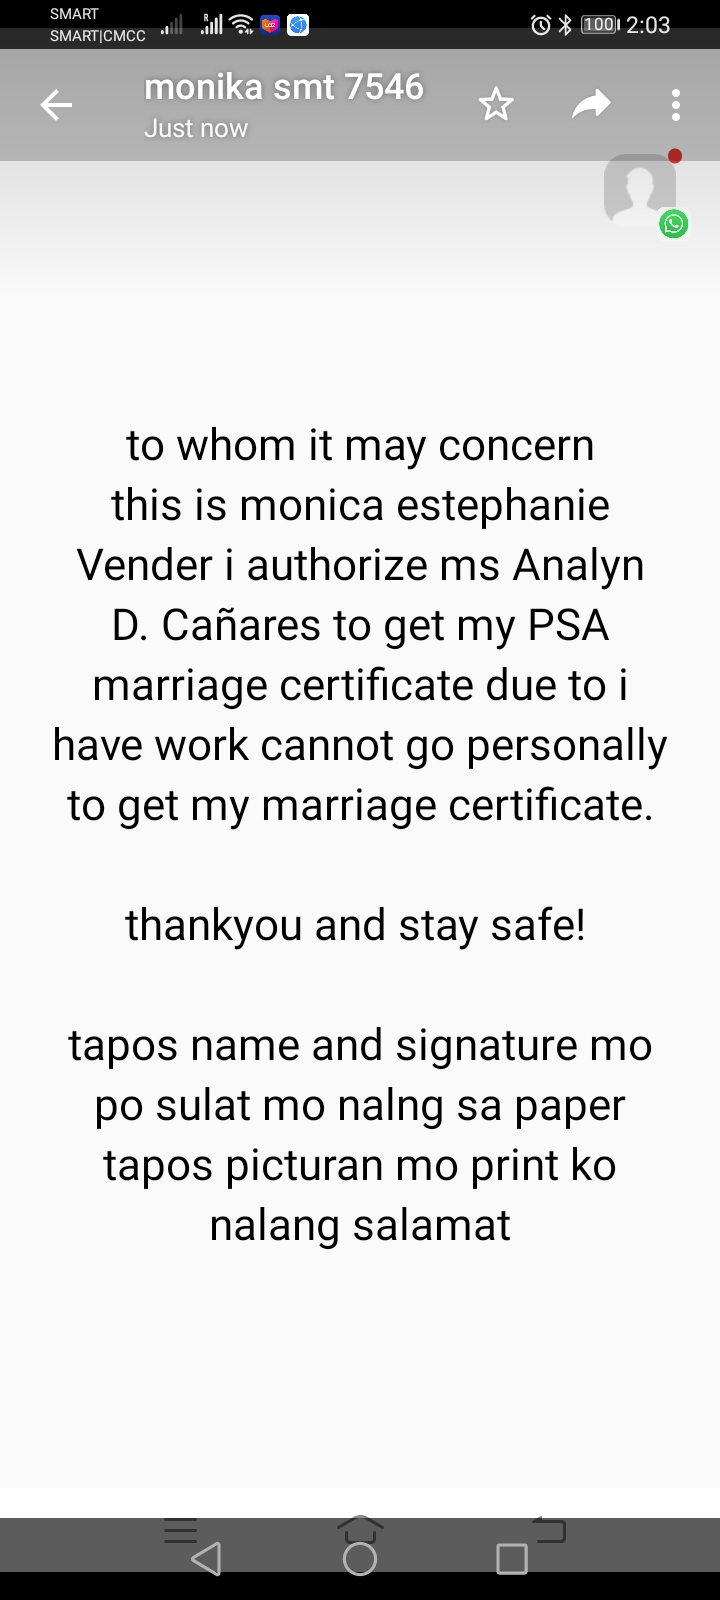 SMART
SMART|CMCC
R
Laz
100
2:03
monika smt 7546
Just now
to whom it may concern
this is monica estephanie
Vender i authorize ms Analyn
D. Cañares to get my PSA
marriage certificate due to i
have work cannot go personally
to get my marriage certificate.
thankyou and stay safe!
tapos name and signature mo
po sulat mo nalng sa paper
tapos picturan mo print ko
nalang salamat